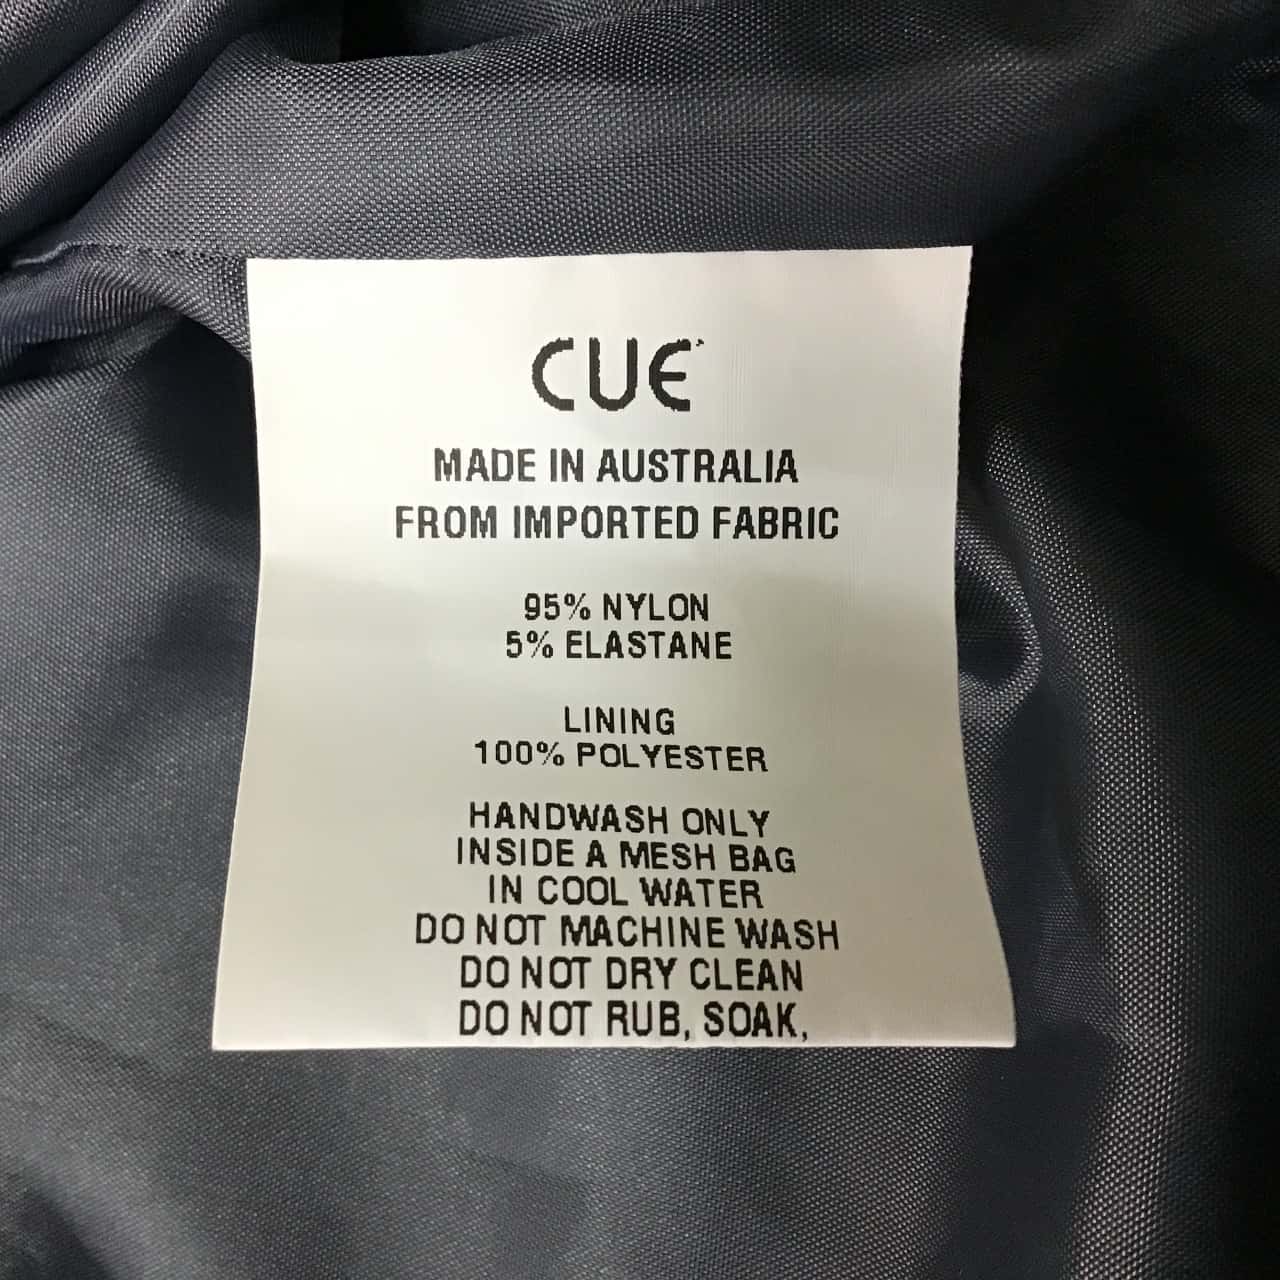 CUE
MADE IN AUSTRALIA
FROM IMPORTED FABRIC
95% NYLON
5% ELASTANE
LINING
100% POLYESTER
HANDWASH ONLY
INSIDE A MESH BAG
IN COOL WATER
DO NOT MACHINE WASH
DO NOT DRY CLEAN
DO NOT RUB, SOAK,